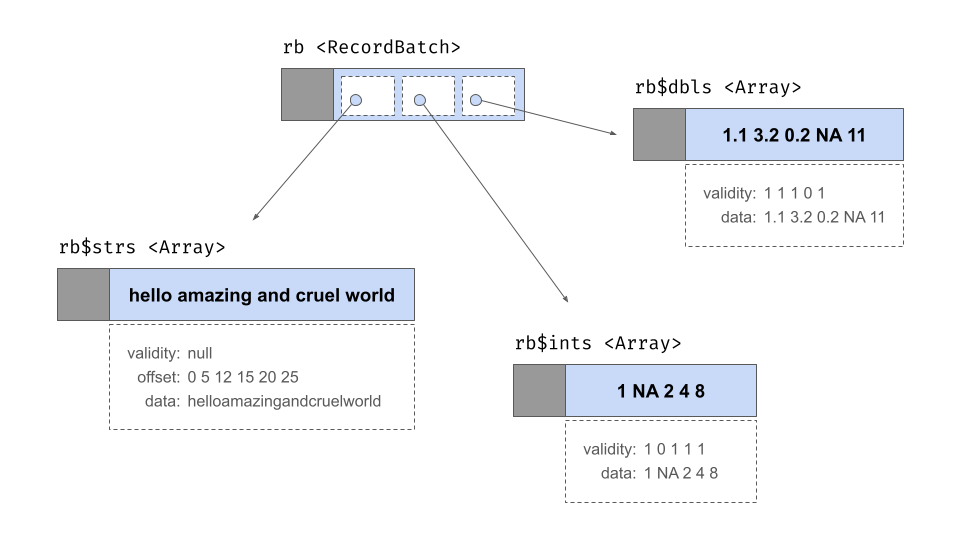 rb <RecordBatch>
rb$dbls <Array>
1.1 3.2 0.2 NA 11
validity: 1 1 1 0 1
data: 1.1 3.2 0.2 NA 11
rb$strs <Array>
hello amazing and cruel world
validity: null
offset: 0 5 12 15 20 25
data: helloamazingandcruelworld
rb$ints <Array>
1 NA 2 4 8
validity: 1 0 1 1 1
data: 1 NA 2 4 8